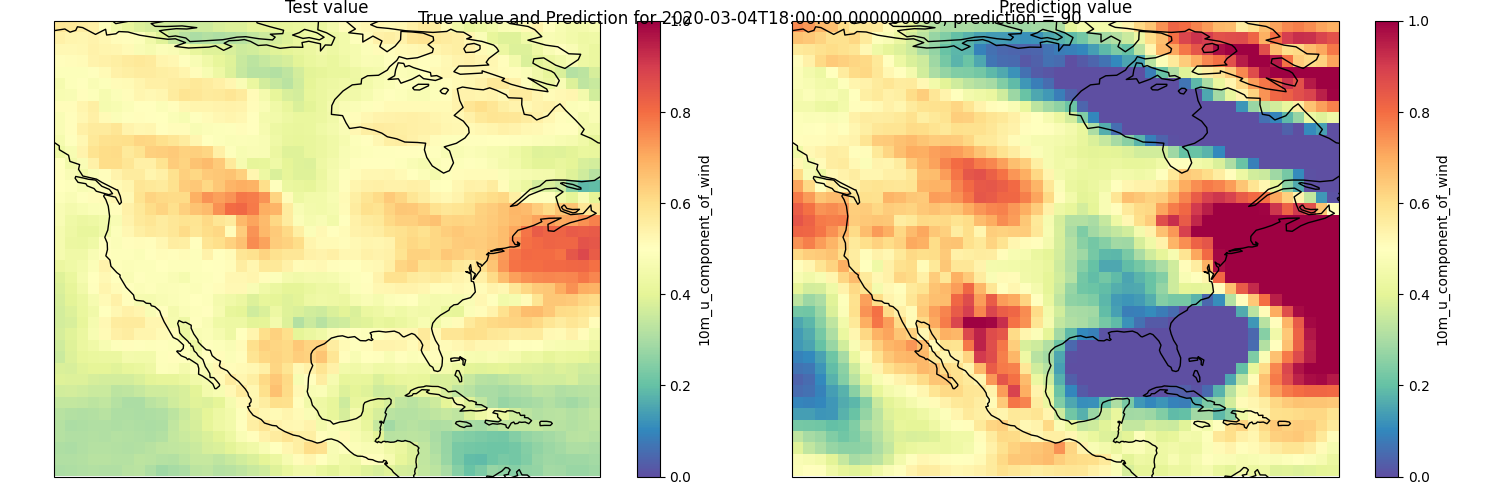 Test value
True value and Prediction for 2020-03-04T18:00:00.000000000, prediction = 90
Prediction value
1.0
0.8
0.6
0.4
0.2
0.0
10m_u_component_of_wind
1.0
0.8
0.6
0.4
0.2
0.0
10m_u_component_of_wind